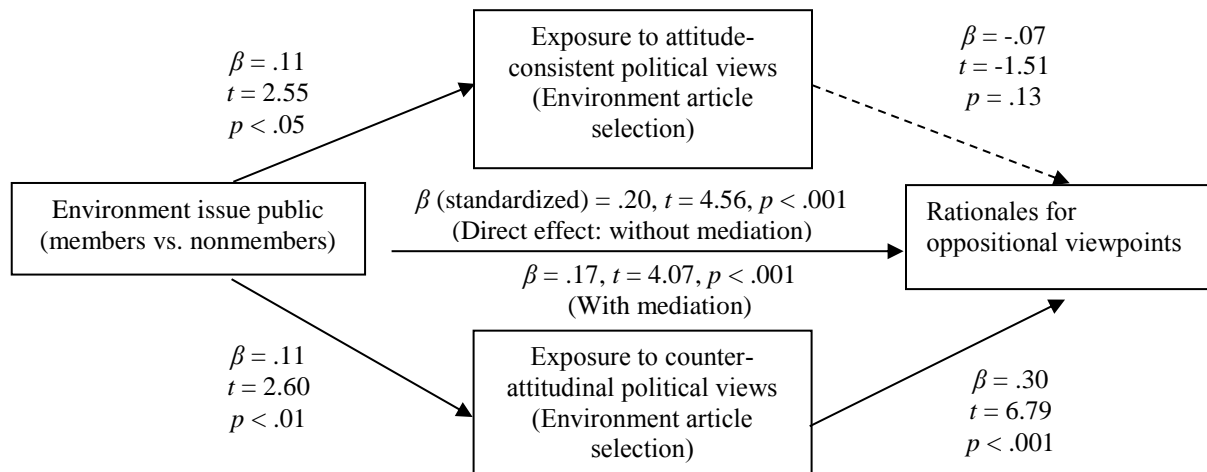 β = .11
t = 2.55
p < .05
Exposure to attitude-
consistent political views
(Environment article
selection)
β = -.07
t = -1.51
p = .13
Environment issue public
(members vs. nonmembers)
β (standardized) = .20, t = 4.56, p < .001
(Direct effect: without mediation)
β = .17, t = 4.07, p < .001
(With mediation)
Rationales for
oppositional viewpoints
β = .11
t = 2.60
p < .01
Exposure to counter-
attitudinal political views
(Environment article
selection)
β = .30
t = 6.79
p < .001